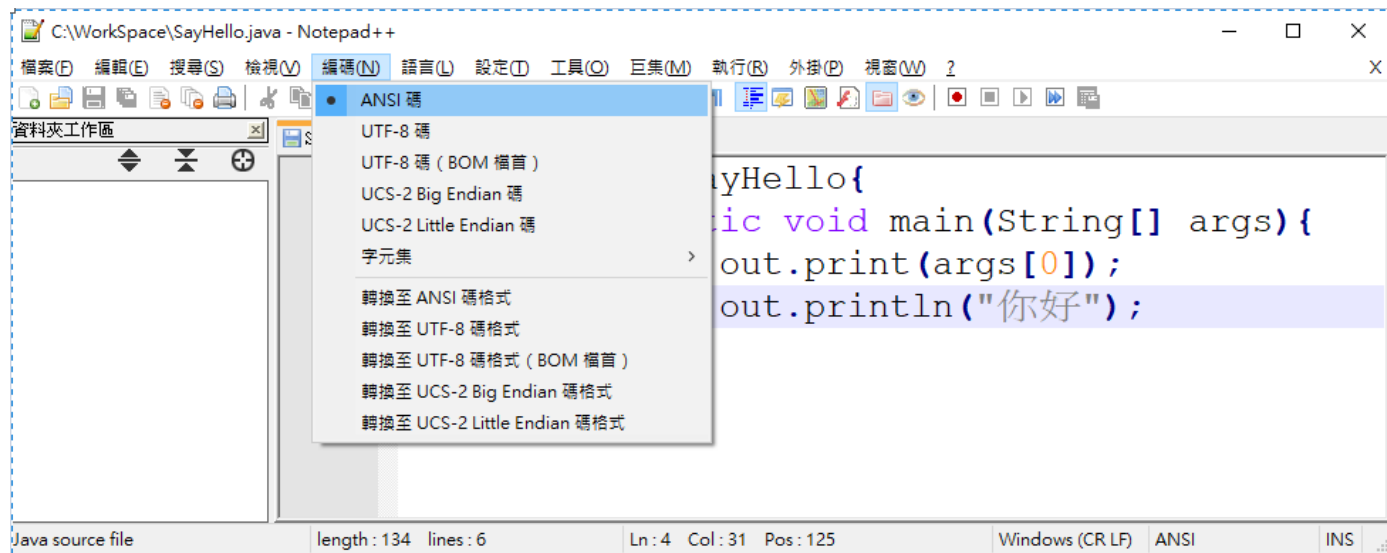 C:\WorkSpace\SayHello.java - Notepad++
檔案(F) 編輯(E) 搜尋(S) 檢視(V) 編碼(N) 語言(L) 設定(T) 工具(O) 巨集(M) 執行(R) 外掛(P) 視窗(W) ? X
資料夾工作區
ANSI 碼
UTF-8 碼
UTF-8 碼（BOM 檔首）
UCS-2 Big Endian 碼
UCS-2 Little Endian 碼
字元集
轉換至 ANSI 碼格式
轉換至 UTF-8 碼格式
轉換至 UTF-8 碼格式（BOM 檔首）
轉換至 UCS-2 Big Endian 碼格式
轉換至 UCS-2 Little Endian 碼格式
ayHello{
tic void main(String[] args){
out.print(args[0]);
out.println("你好");
Java source file length : 134 lines : 6 Ln : 4 Col : 31 Pos : 125 Windows (CR LF) ANSI INS